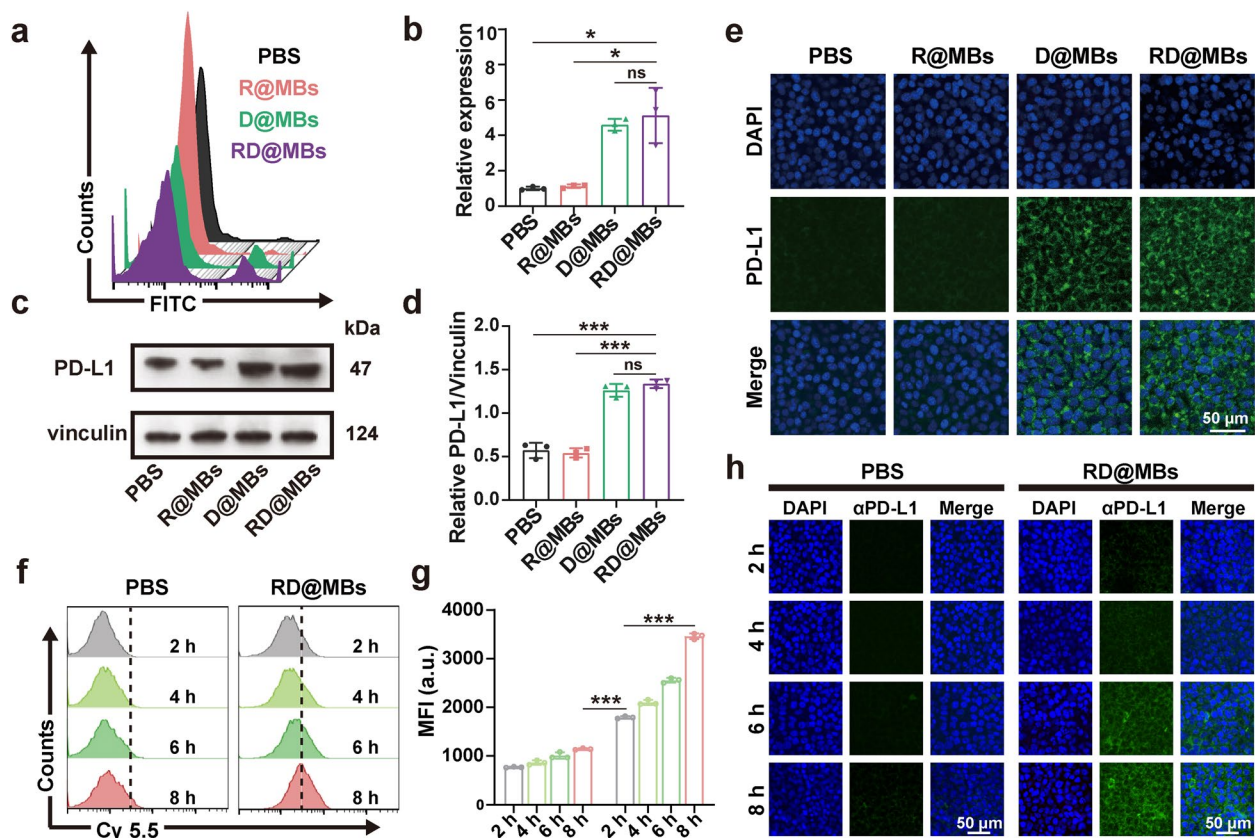 a
PBS
R@MBs
D@MBs
RD@MBs
Counts
FITC
b
Relative expression
10
8
6
4
2
0
*
*
ns
PBS
R@MBs
D@MBs
RD@MBs
c
kDa
PD-L1
47
vinculin
124
PBS
R@MBs
D@MBs
RD@MBs
d
Relative PD-L1/Vinculin
2.0
1.5
1.0
0.5
0.0
***
***
ns
PBS
R@MBs
D@MBs
RD@MBs
e
PBS R@MBs D@MBs RD@MBs
DAPI
PD-L1
Merge
50 μm
f
PBS RD@MBs
2 h 2 h
4 h 4 h
6 h 6 h
8 h 8 h
Counts
Cy 5.5
g
MFI (a.u.)
4000
3000
2000
1000
0
***
***
2 h 4 h 6 h 8 h 2 h 4 h 6 h 8 h
h
PBS RD@MBs
DAPI αPD-L1 Merge DAPI αPD-L1 Merge
2 h
4 h
6 h
8 h
50 μm 50 μm